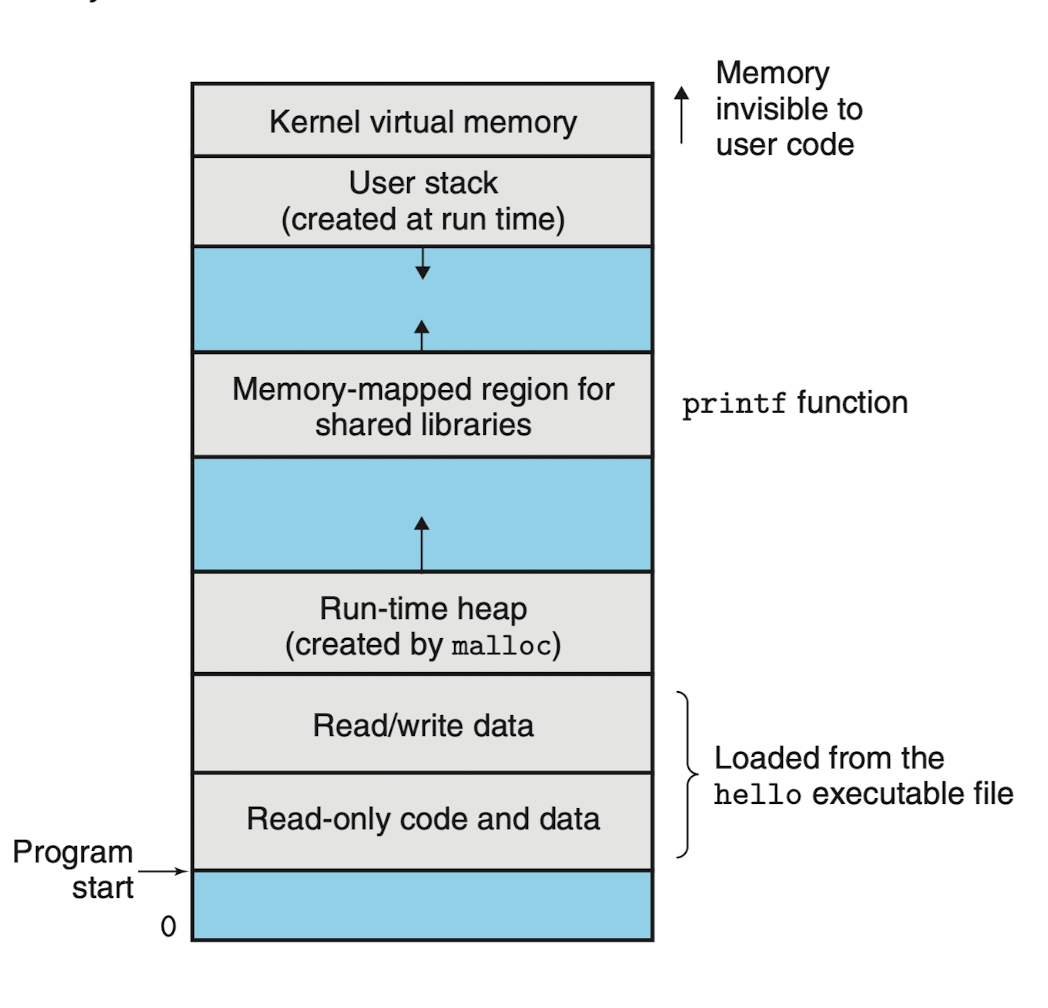 Memory
invisible to
user code
Kernel virtual memory
User stack
(created at run time)
Memory-mapped region for
shared libraries
printf function
Run-time heap
(created by malloc)
Read/write data
Loaded from the
hello executable file
Read-only code and data
Program
start
0